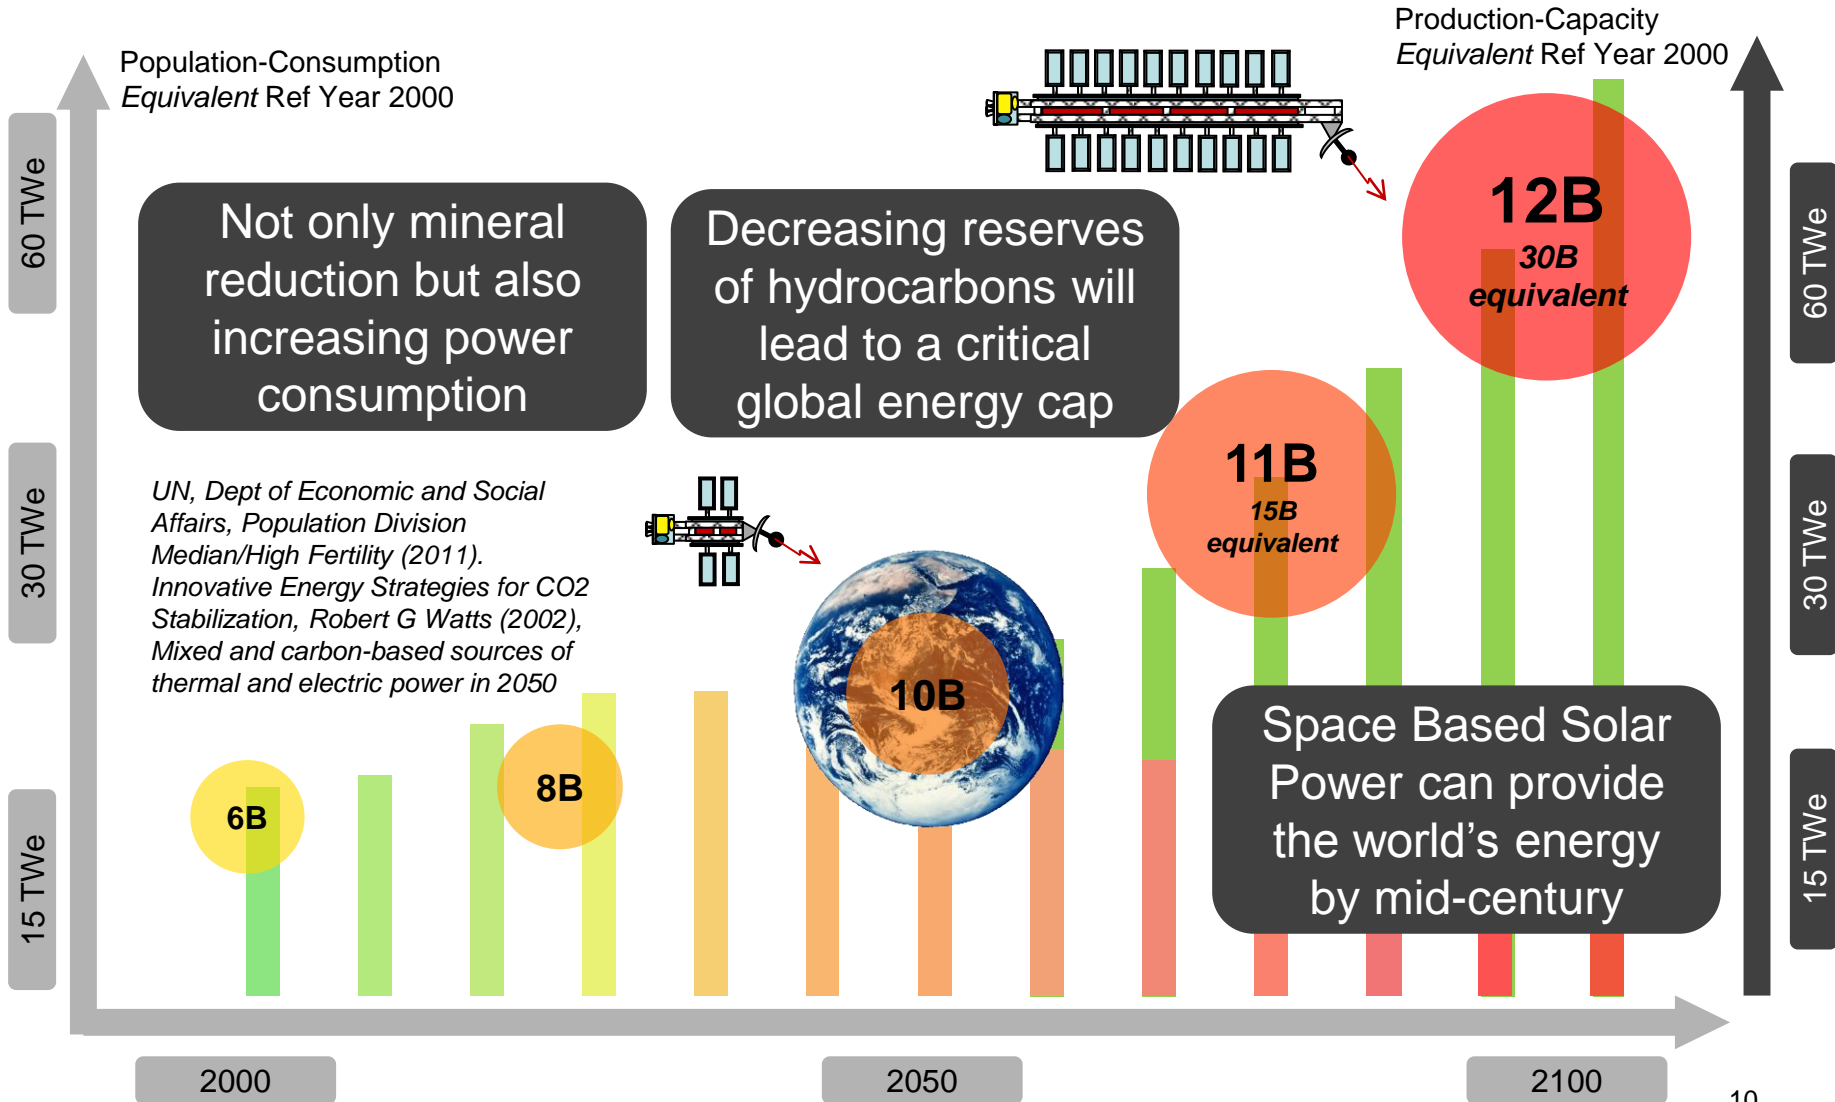 Population-Consumption
Equivalent Ref Year 2000
Production-Capacity
Equivalent Ref Year 2000
60 TWe
30 TWe
15 TWe
Not only mineral
reduction but also
increasing power
consumption
Decreasing reserves
of hydrocarbons will
lead to a critical
global energy cap
UN, Dept of Economic and Social
Affairs, Population Division
Median/High Fertility (2011).
Innovative Energy Strategies for CO2
Stabilization, Robert G Watts (2002),
Mixed and carbon-based sources of
thermal and electric power in 2050
6B
8B
10B
11B
15B
equivalent
12B
30B
equivalent
Space Based Solar
Power can provide
the world's energy
by mid-century
60 TWe
30 TWe
15 TWe
2000
2050
2100
10